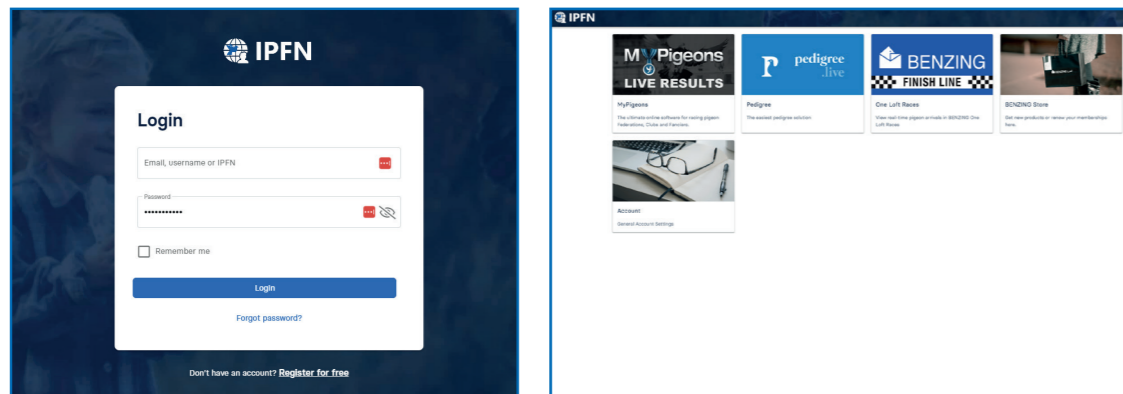 IPFN
Login
Email, username or IPFN
Password
Remember me
Login
Forgot password?
Don't have an account? Register for free
IPFN
MYPigeons
LIVE RESULTS
MyPigeons
The ultimate online software for racing pigeon
Federations, Clubs and Fanciers.
pedigree
.live
Pedigree
The easiest pedigree solution
BENZING
FINISH LINE
One Loft Races
View real-time pigeon arrivals in BENZING One
Loft Races
BENZING Store
Get new products or renew your memberships
here.
Account
General Account Settings